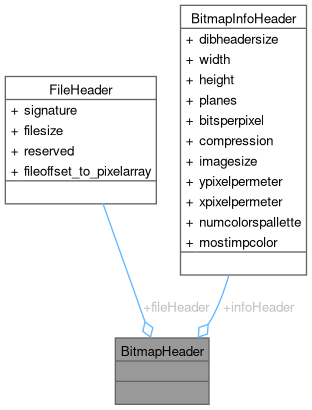 BitmapInfoHeader
+ dibheadersize
+ width
+ height
+ planes
+ bitsperpixel
+ compression
+ imagesize
+ ypixelpermeter
+ xpixelpermeter
+ numcolorspallette
+ mostimpcolor
FileHeader
+ signature
+ filesize
+ reserved
+ fileoffset_to_pixelarray
+fileHeader
+infoHeader
BitmapHeader